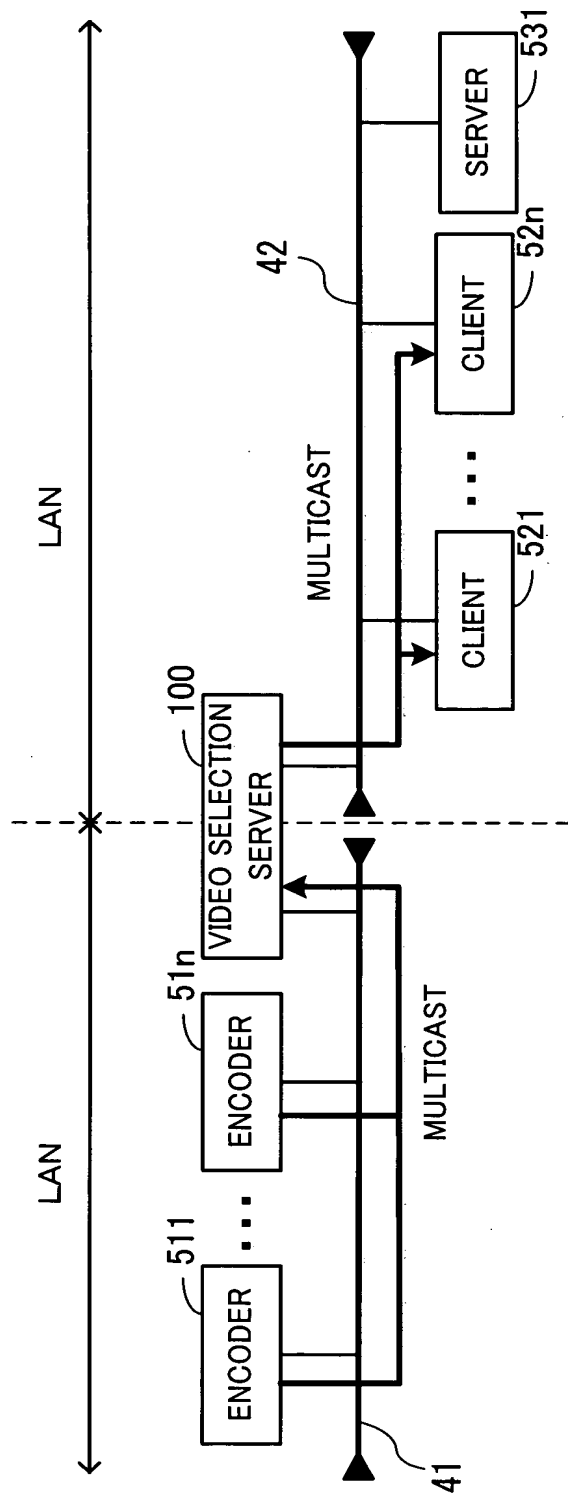 LAN
LAN
511
ENCODER
...
51n
ENCODER
100
VIDEO SELECTION
SERVER
MULTICAST
42
41
MULTICAST
CLIENT
521
...
CLIENT
52n
SERVER
531